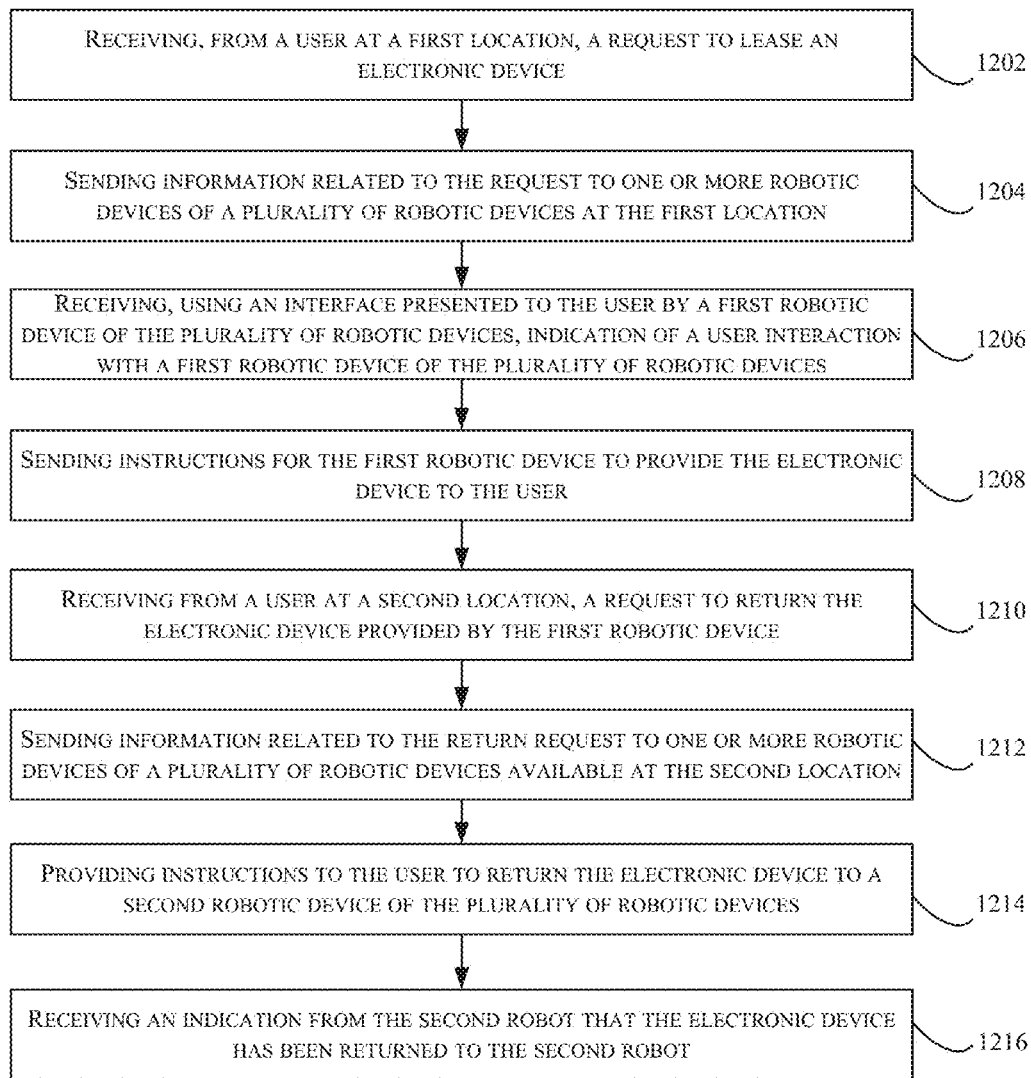 RECEIVING, FROM A USER AT A FIRST LOCATION, A REQUEST TO LEASE AN
ELECTRONIC DEVICE
1202
SENDING INFORMATION RELATED TO THE REQUEST TO ONE OR MORE ROBOTIC
DEVICES OF A PLURALITY OF ROBOTIC DEVICES AT THE FIRST LOCATION
1204
RECEIVING, USING AN INTERFACE PRESENTED TO THE USER BY A FIRST ROBOTIC
DEVICE OF THE PLURALITY OF ROBOTIC DEVICES, INDICATION OF A USER INTERACTION
WITH A FIRST ROBOTIC DEVICE OF THE PLURALITY OF ROBOTIC DEVICES
1206
SENDING INSTRUCTIONS FOR THE FIRST ROBOTIC DEVICE TO PROVIDE THE ELECTRONIC
DEVICE TO THE USER
1208
RECEIVING FROM A USER AT A SECOND LOCATION, A REQUEST TO RETURN THE
ELECTRONIC DEVICE PROVIDED BY THE FIRST ROBOTIC DEVICE
1210
SENDING INFORMATION RELATED TO THE RETURN REQUEST TO ONE OR MORE ROBOTIC
DEVICES OF A PLURALITY OF ROBOTIC DEVICES AVAILABLE AT THE SECOND LOCATION
1212
PROVIDING INSTRUCTIONS TO THE USER TO RETURN THE ELECTRONIC DEVICE TO A
SECOND ROBOTIC DEVICE OF THE PLURALITY OF ROBOTIC DEVICES
1214
RECEIVING AN INDICATION FROM THE SECOND ROBOT THAT THE ELECTRONIC DEVICE
HAS BEEN RETURNED TO THE SECOND ROBOT
1216